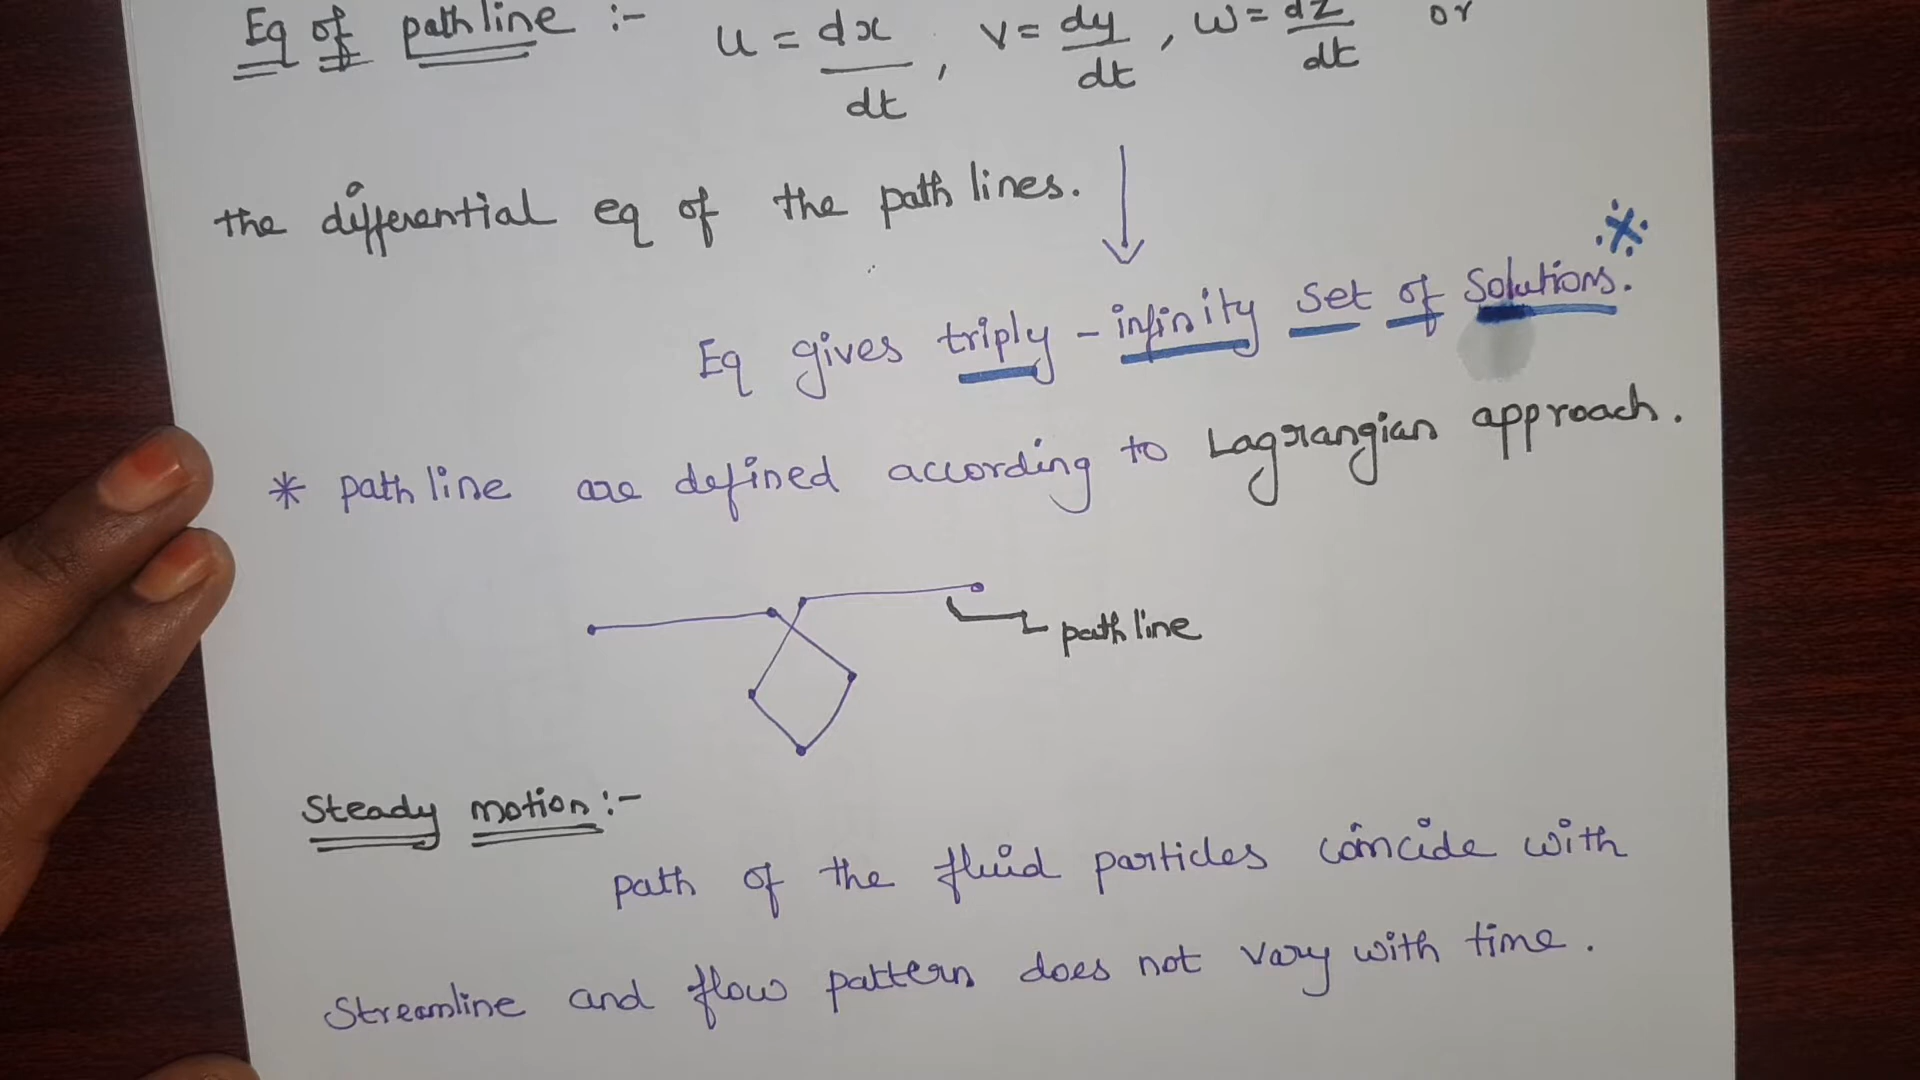 Eq of path line :- u = dx/dt , v = dy/dt , w = dz/dt or
the differential eq of the path lines.
Eq gives triply - infinity set of solutions.
* path line are defined according to Lagrangian approach.
path line
Steady motion :-
path of the fluid particles coincide with
Streamline and flow pattern does not vary with time .